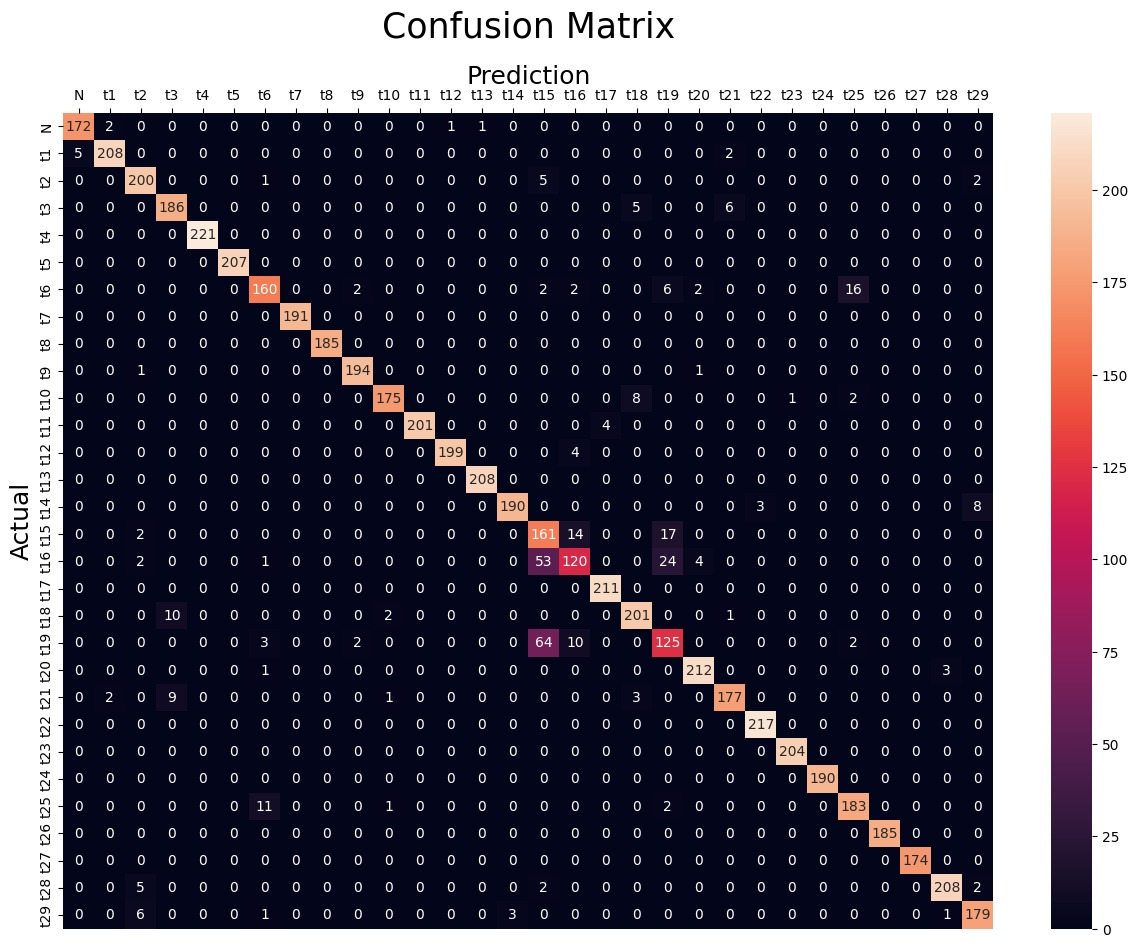 Confusion Matrix
Prediction
N t1 t2 t3 t4 t5 t6 t7 t8 t9 t10 t11 t12 t13 t14 t15 t16 t17 t18 t19 t20 t21 t22 t23 t24 t25 t26 t27 t28 t29
Actual
N 172 2 0 0 0 0 0 0 0 0 0 0 1 1 0 0 0 0 0 0 0 0 0 0 0 0 0 0 0 0
t1 5 208 0 0 0 0 0 0 0 0 0 0 0 0 0 0 0 0 0 0 0 2 0 0 0 0 0 0 0 0
t2 0 0 200 0 0 0 1 0 0 0 0 0 0 0 0 5 0 0 0 0 0 0 0 0 0 0 0 0 0 2
t3 0 0 0 186 0 0 0 0 0 0 0 0 0 0 0 0 0 0 5 0 0 6 0 0 0 0 0 0 0 0
t4 0 0 0 0 221 0 0 0 0 0 0 0 0 0 0 0 0 0 0 0 0 0 0 0 0 0 0 0 0 0
t5 0 0 0 0 0 207 0 0 0 0 0 0 0 0 0 0 0 0 0 0 0 0 0 0 0 0 0 0 0 0
t6 0 0 0 0 0 0 160 0 0 2 0 0 0 0 0 2 2 0 0 6 2 0 0 0 0 16 0 0 0 0
t7 0 0 0 0 0 0 0 191 0 0 0 0 0 0 0 0 0 0 0 0 0 0 0 0 0 0 0 0 0 0
t8 0 0 0 0 0 0 0 0 185 0 0 0 0 0 0 0 0 0 0 0 0 0 0 0 0 0 0 0 0 0
t9 0 0 1 0 0 0 0 0 0 194 0 0 0 0 0 0 0 0 0 0 1 0 0 0 0 0 0 0 0 0
t10 0 0 0 0 0 0 0 0 0 0 175 0 0 0 0 0 0 0 8 0 0 0 0 1 0 2 0 0 0 0
t11 0 0 0 0 0 0 0 0 0 0 0 201 0 0 0 0 0 4 0 0 0 0 0 0 0 0 0 0 0 0
t12 0 0 0 0 0 0 0 0 0 0 0 0 199 0 0 0 4 0 0 0 0 0 0 0 0 0 0 0 0 0
t13 0 0 0 0 0 0 0 0 0 0 0 0 0 208 0 0 0 0 0 0 0 0 0 0 0 0 0 0 0 0
t14 0 0 0 0 0 0 0 0 0 0 0 0 0 0 190 0 0 0 0 0 0 0 3 0 0 0 0 0 0 8
t15 0 0 2 0 0 0 0 0 0 0 0 0 0 0 0 161 14 0 0 17 0 0 0 0 0 0 0 0 0 0
t16 0 0 2 0 0 0 1 0 0 0 0 0 0 0 0 53 120 0 0 24 4 0 0 0 0 0 0 0 0 0
t17 0 0 0 0 0 0 0 0 0 0 0 0 0 0 0 0 0 211 0 0 0 0 0 0 0 0 0 0 0 0
t18 0 0 0 10 0 0 0 0 0 0 2 0 0 0 0 0 0 0 201 0 0 1 0 0 0 0 0 0 0 0
t19 0 0 0 0 0 0 3 0 0 2 0 0 0 0 0 64 10 0 0 125 0 0 0 0 0 2 0 0 0 0
t20 0 0 0 0 0 0 1 0 0 0 0 0 0 0 0 0 0 0 0 0 212 0 0 0 0 0 0 0 3 0
t21 0 2 0 9 0 0 0 0 0 0 1 0 0 0 0 0 0 0 3 0 0 177 0 0 0 0 0 0 0 0
t22 0 0 0 0 0 0 0 0 0 0 0 0 0 0 0 0 0 0 0 0 0 0 217 0 0 0 0 0 0 0
t23 0 0 0 0 0 0 0 0 0 0 0 0 0 0 0 0 0 0 0 0 0 0 0 204 0 0 0 0 0 0
t24 0 0 0 0 0 0 0 0 0 0 0 0 0 0 0 0 0 0 0 0 0 0 0 0 190 0 0 0 0 0
t25 0 0 0 0 0 0 11 0 0 0 1 0 0 0 0 0 0 0 0 2 0 0 0 0 0 183 0 0 0 0
t26 0 0 0 0 0 0 0 0 0 0 0 0 0 0 0 0 0 0 0 0 0 0 0 0 0 0 185 0 0 0
t27 0 0 0 0 0 0 0 0 0 0 0 0 0 0 0 0 0 0 0 0 0 0 0 0 0 0 0 174 0 0
t28 0 0 5 0 0 0 0 0 0 0 0 0 0 0 0 2 0 0 0 0 0 0 0 0 0 0 0 0 208 2
t29 0 0 6 0 0 0 1 0 0 0 0 0 0 0 3 0 0 0 0 0 0 0 0 0 0 0 0 0 1 179
200
175
150
125
100
75
50
25
0